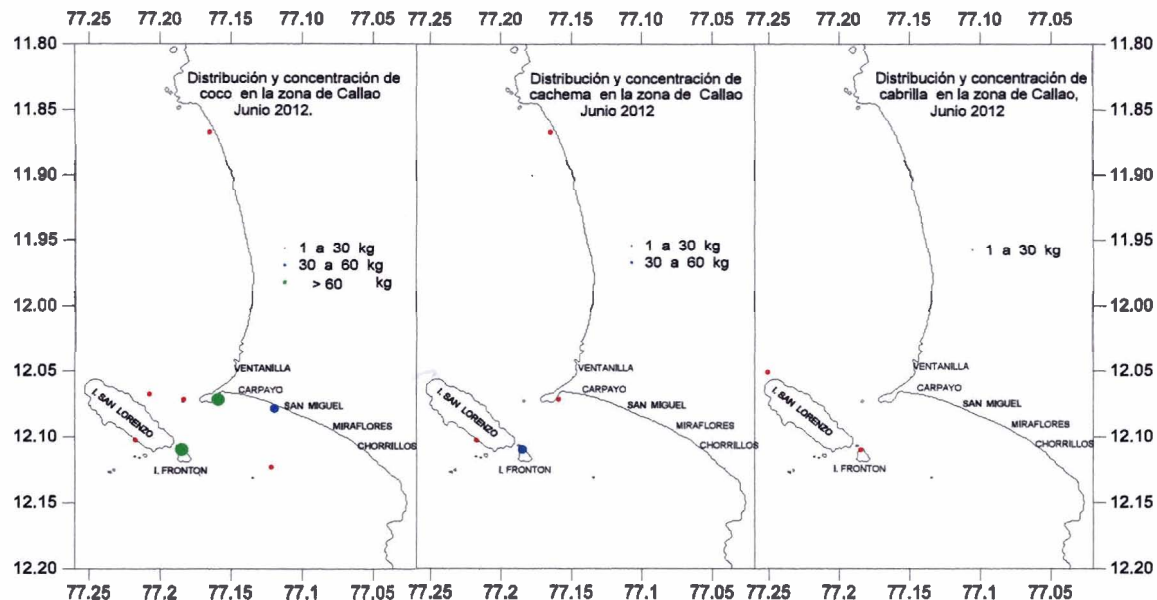 77.25 77.2 77.15 77.1 77.05 77.25 77.2 77.15 77.1 77.05 77.25 77.2 77.15 77.1 77.05
11.80
11.85
11.90
11.95
12.00
12.05
12.10
12.15
12.20
Distribución y concentración de
coco en la zona de Callao
Junio 2012.
1 a 30 kg
30 a 60 kg
> 60 kg
VENTANILLA
CARPAYO
SAN MIGUEL
MIRAFLORES
CHORRILLOS
I. SAN LORENZO
I. FRONTON
Distribución y concentración de
cachema en la zona de Callao
Junio 2012
1 a 30 kg
30 a 60 kg
VENTANILLA
CARPAYO
SAN MIGUEL
MIRAFLORES
CHORRILLOS
I. SAN LORENZO
I. FRONTON
Distribución y concentración de
cabrilla en la zona de Callao,
Junio 2012
1 a 30 kg
VENTANILLA
CARPAYO
SAN MIGUEL
MIRAFLORES
CHORRILLOS
I. SAN LORENZO
I. FRONTON
11.80
11.85
11.90
11.95
12.00
12.05
12.10
12.15
12.20
77.25 77.2 77.15 77.1 77.05 77.25 77.2 77.15 77.1 77.05 77.25 77.2 77.15 77.1 77.05